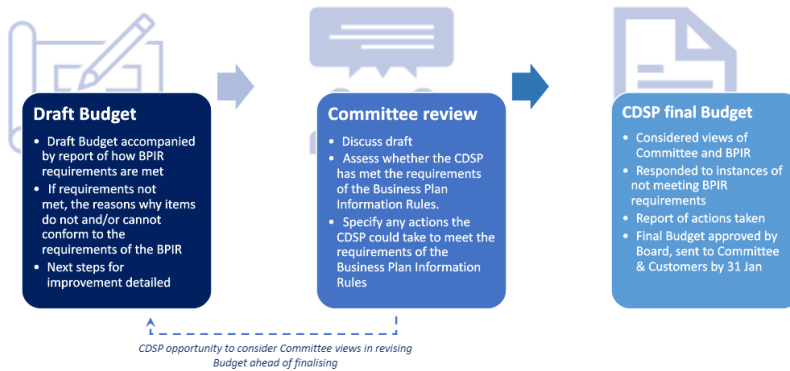 Draft Budget
• Draft Budget accompanied
by report of how BPIR
requirements are met
• If requirements not
met, the reasons why items
do not and/or cannot
conform to the
requirements of the BPIR
• Next steps for
improvement detailed
Committee review
• Discuss draft
• Assess whether the CDSP
has met the requirements
of the Business Plan
Information Rules.
• Specify any actions the
CDSP could take to meet the
requirements of the
Business Plan Information
Rules
CDSP final Budget
• Considered views of
Committee and BPIR
• Responded to instances of
not meeting BPIR
requirements
• Report of actions taken
• Final Budget approved by
Board, sent to Committee
& Customers by 31 Jan
CDSP opportunity to consider Committee views in revising
Budget ahead of finalising